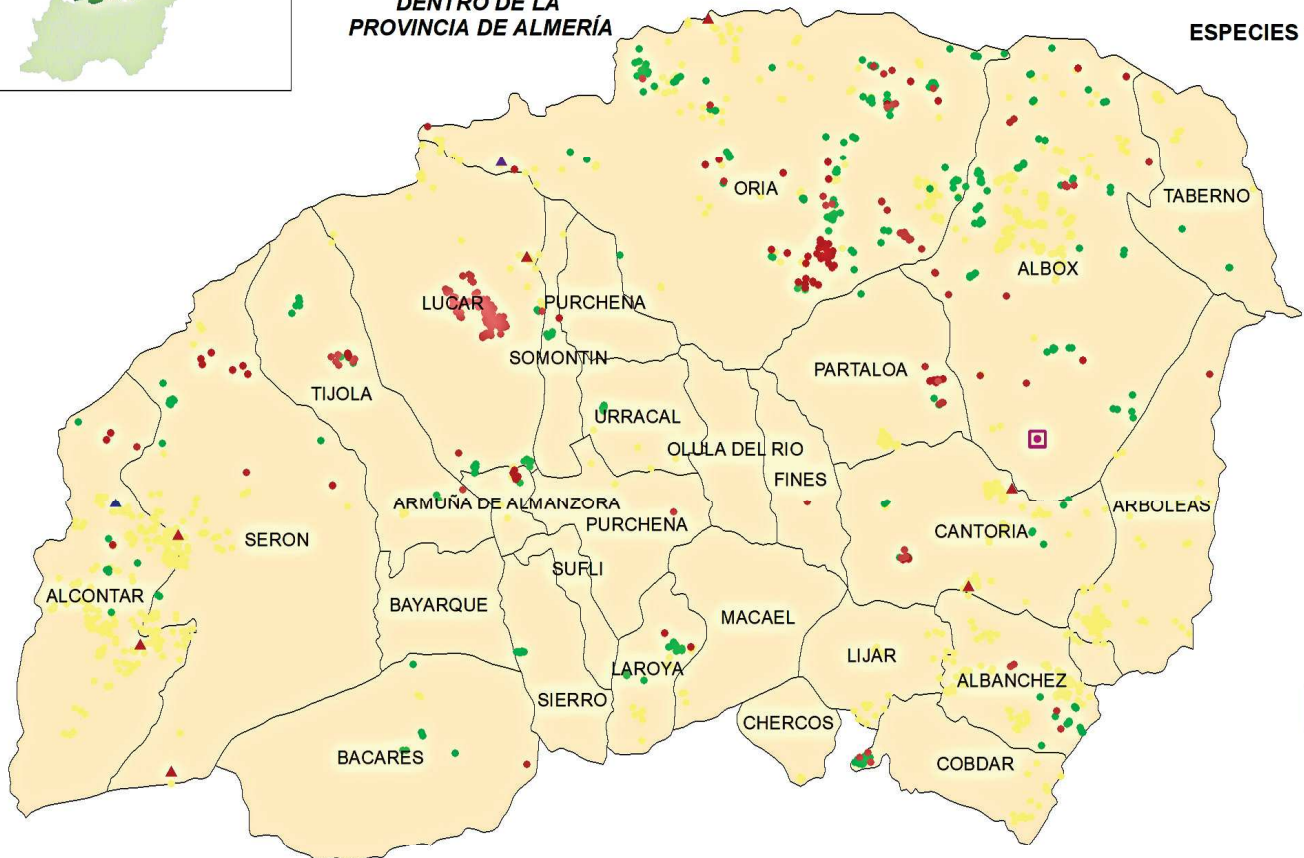 DENTRO DE LA
PROVINCIA DE ALMERÍA
ESPECIES
ORIA
TABERNO
ALBOX
LUCAR
PURCHENA
SOMONTIN
PARTALOA
TIJOLA
URRACAL
OLULA DEL RIO
FINES
ARMUÑA DE ALMANZORA
ARBOLEAS
PURCHENA
CANTORIA
SERON
SUFLI
ALCONTAR
BAYARQUE
MACAEL
LIJAR
LAROYA
ALBANCHEZ
SIERRO
CHERCOS
BACARES
COBDAR